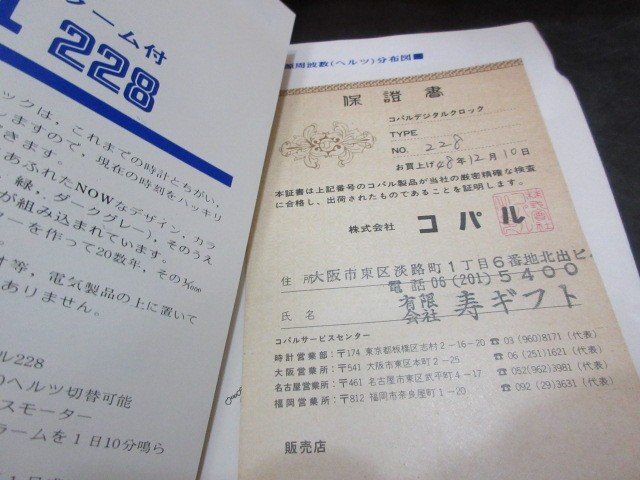 ーム付
228
ックは、これまでの時計とちがい、
しますので、現在の時刻をハッキリ
きます。
あふれたNOWなデザイン・カラ
緑・ダークグレー)、そのうえ
が組み込まれています。
ターを作って20数年、その1/1000
オ等、電気製品の上に置いて
ありません。
ル228
ヘルツ切替可能
スモーター
ラームを1日10分鳴ら
源周波数(ヘルツ)分布図■
保證書
コパルデジタルクロック
TYPE
NO. 228
お買上げ 48年12月10日
本証書は上記番号のコパル製品が当社の厳密精確な検査
に合格し、出荷されたものであることを証明します。
株式会社 コパル
住所 大阪市東区淡路町1丁目6番地北出ビ
電話 06(201)5400
氏名 有限会社 寿ギフト
コパルサービスセンター
時計営業部:〒174 東京都板橋区志村2-16-20 ☎ 03 (960)8171 (代表)
大阪営業所:〒541 大阪市東区本町2-25 ☎ 06 (251)1621 (代表)
名古屋営業所:〒461 名古屋市東区武平町4-17 ☎ 052(962)3981 (代表)
福岡営業所:〒812 福岡市奈良屋町1-20 ☎ 092 (29)3631 (代表)
販売店